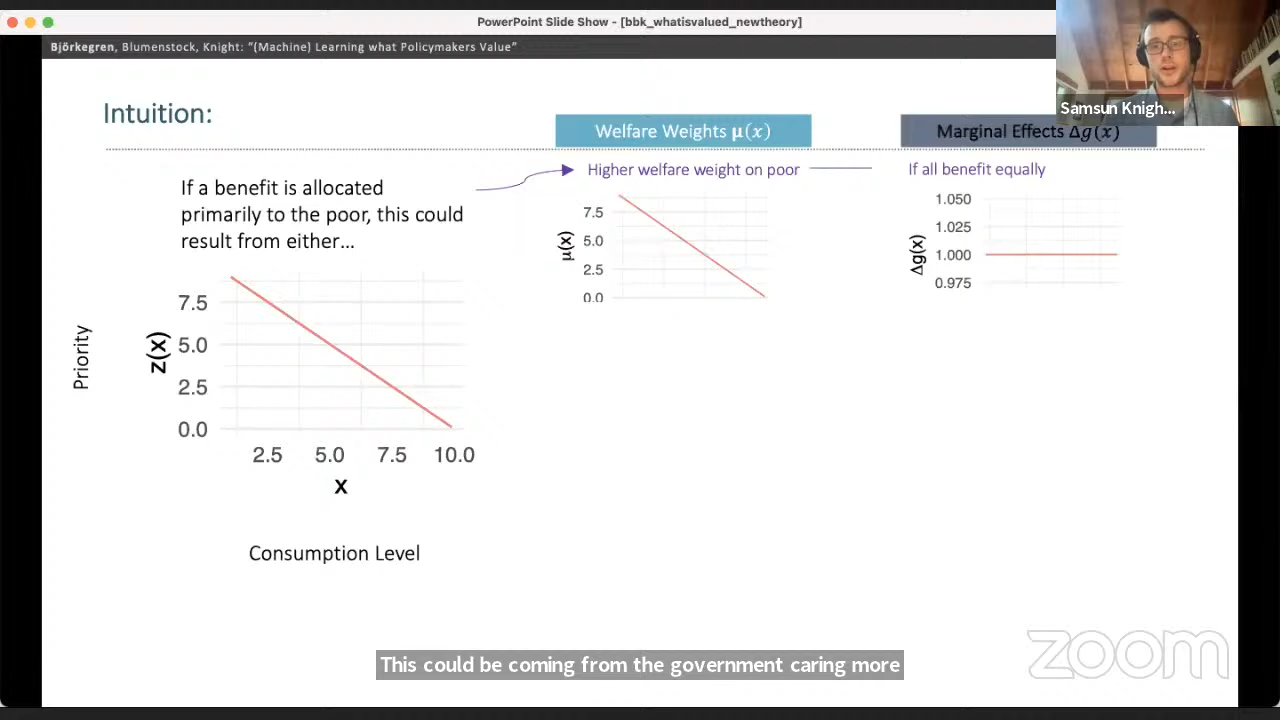 PowerPoint Slide Show - [bbk_whatisvalued_newtheory]
Björkegren, Blumenstock, Knight: "(Machine) Learning what Policymakers Value"
Samsun Knigh...
Intuition:
Welfare Weights μ(x)
Marginal Effects Δg(x)
If a benefit is allocated
primarily to the poor, this could
result from either...
Higher welfare weight on poor
If all benefit equally
μ(x)
7.5
5.0
2.5
0.0
Δg(x)
1.050
1.025
1.000
0.975
Priority
z(x)
7.5
5.0
2.5
0.0
2.5 5.0 7.5 10.0
x
Consumption Level
This could be coming from the government caring more
zoom